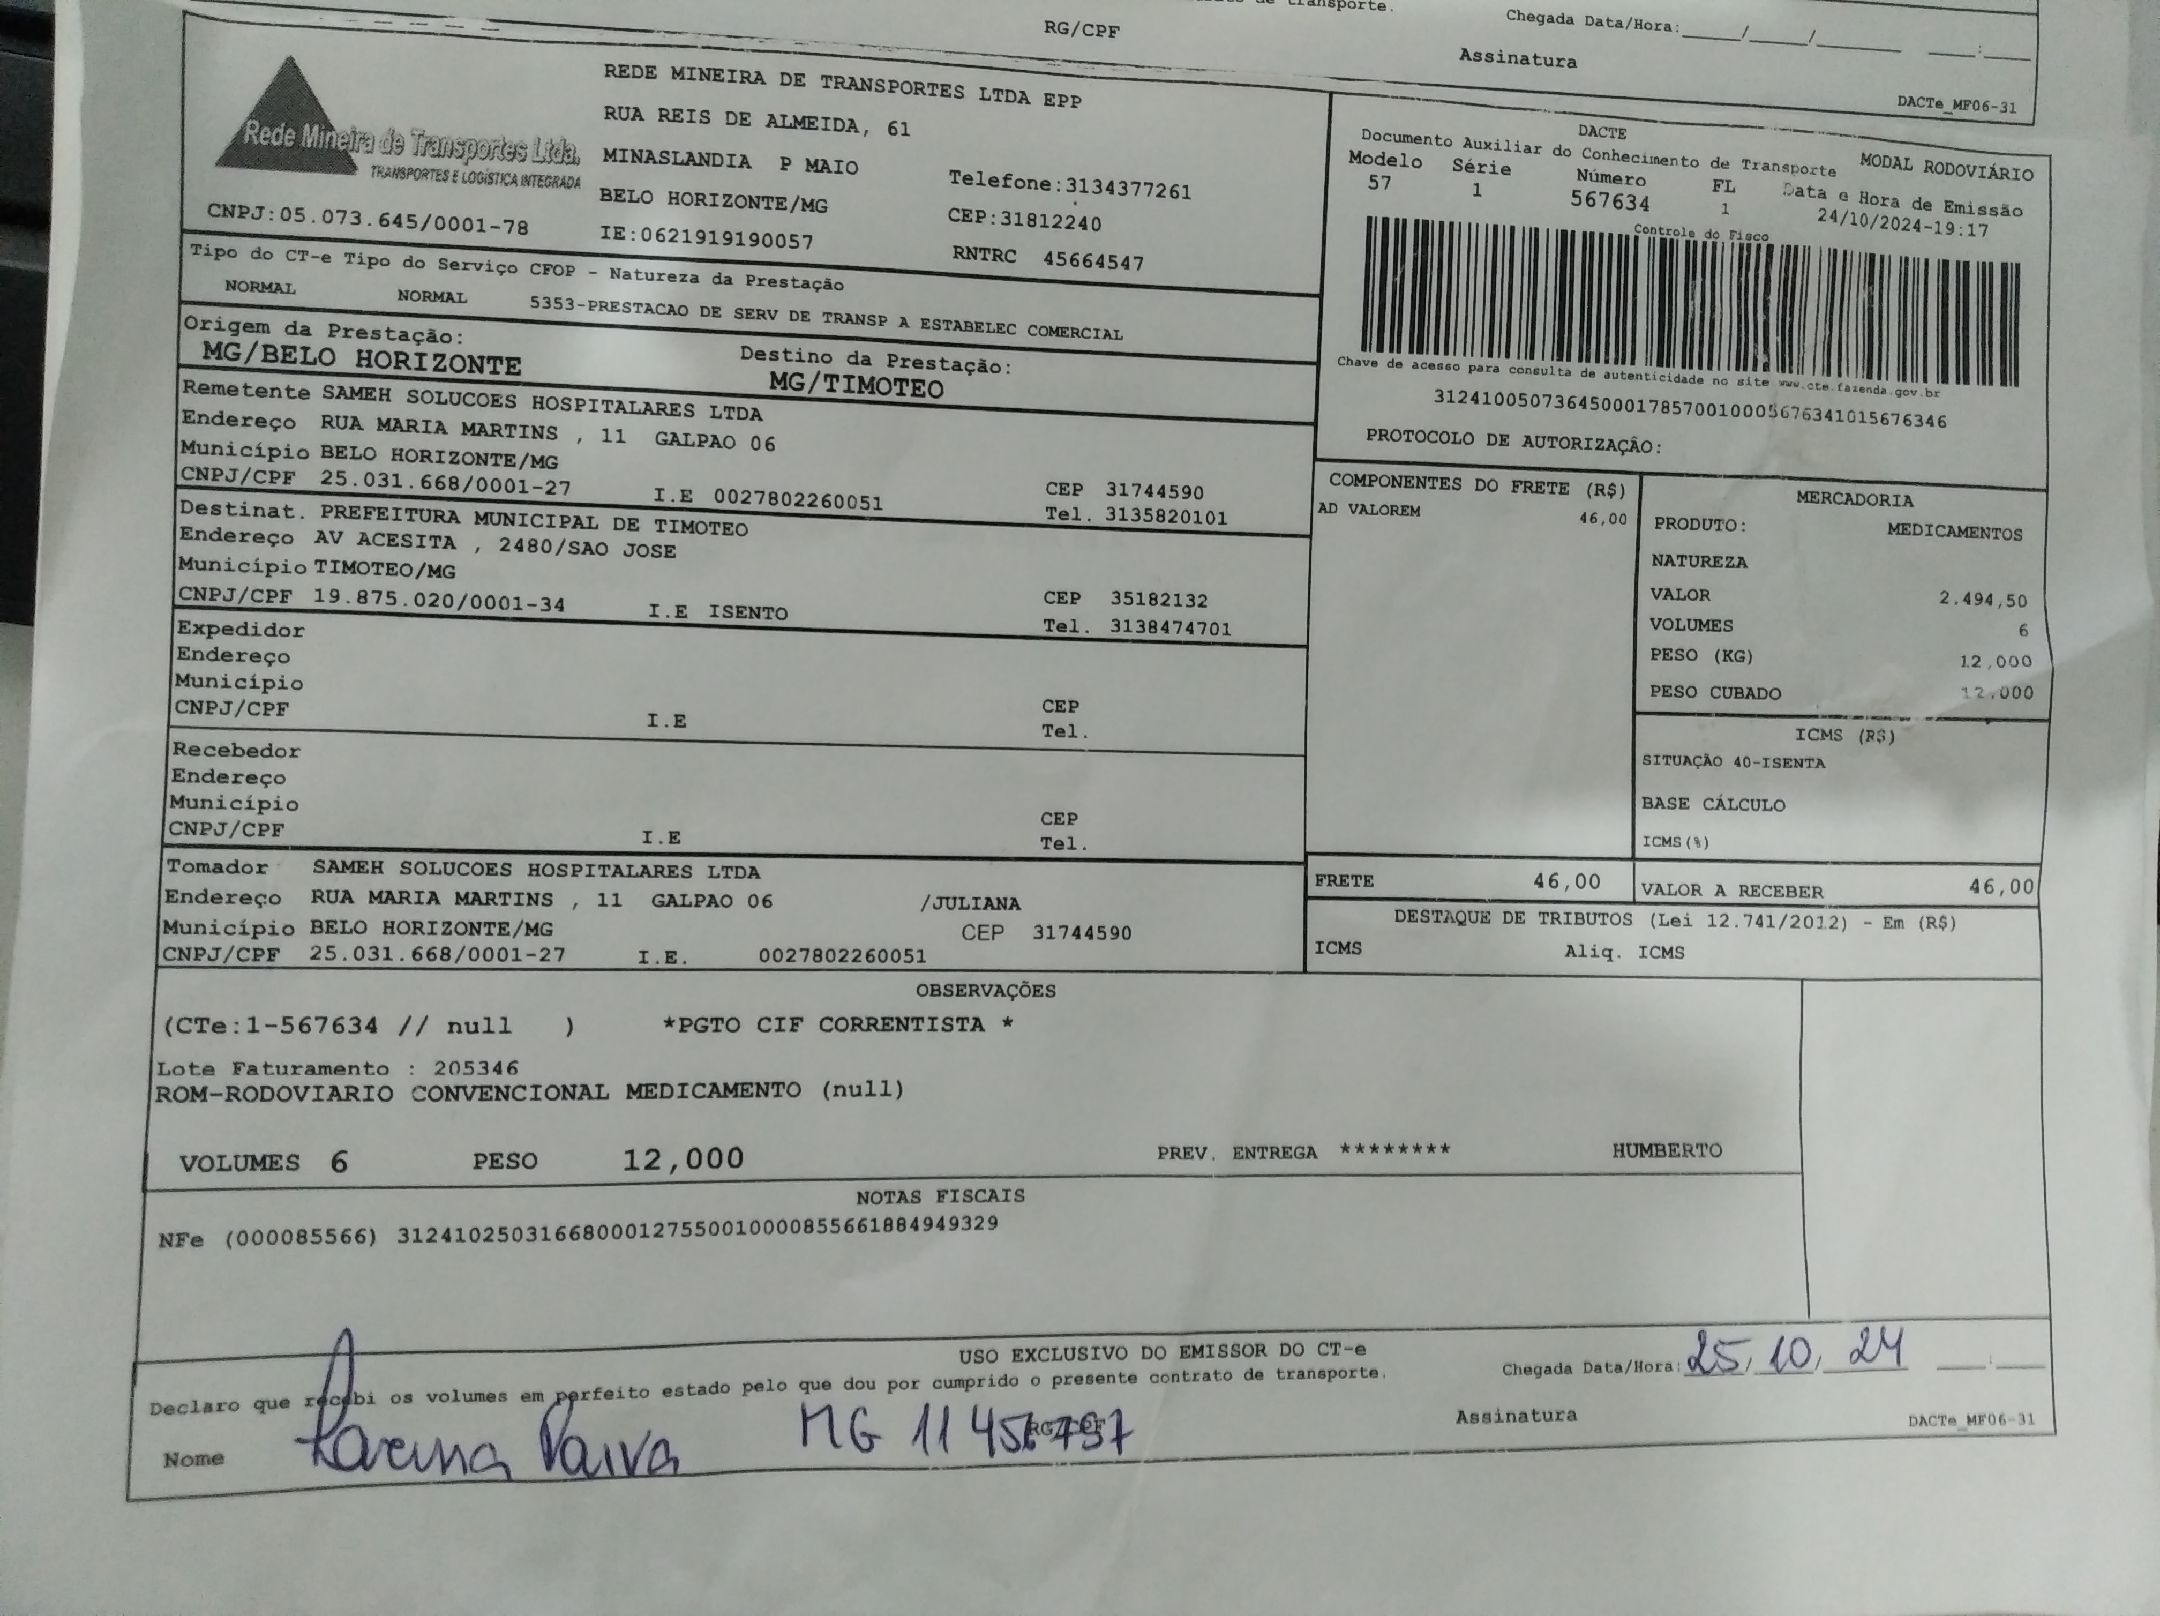 RG/CPF
Chegada Data/Hora:_____/_____/_______ ____:____
Assinatura
DACTe_MF06-31
Rede Mineira de Transportes Ltda.
TRANSPORTES E LOGÍSTICA INTEGRADA
CNPJ:05.073.645/0001-78
REDE MINEIRA DE TRANSPORTES LTDA EPP
RUA REIS DE ALMEIDA, 61
MINASLANDIA P MAIO
Telefone:3134377261
BELO HORIZONTE/MG
CEP:31812240
IE:0621919190057
RNTRC 45664547
DACTE
Documento Auxiliar do Conhecimento de Transporte
MODAL RODOVIÁRIO
Modelo Série Número FL Data e Hora de Emissão
57 1 567634 1 24/10/2024-19:17
Controle do Fisco
Chave de acesso para consulta de autenticidade no site www.cte.fazenda.gov.br
31241005073645000178570010005676341015676346
PROTOCOLO DE AUTORIZAÇÃO:
Tipo do CT-e Tipo do Serviço CFOP - Natureza da Prestação
NORMAL NORMAL 5353-PRESTACAO DE SERV DE TRANSP A ESTABELEC COMERCIAL
Origem da Prestação:
MG/BELO HORIZONTE
Destino da Prestação:
MG/TIMOTEO
Remetente SAMEH SOLUCOES HOSPITALARES LTDA
Endereço RUA MARIA MARTINS , 11 GALPAO 06
Município BELO HORIZONTE/MG
CEP 31744590
CNPJ/CPF 25.031.668/0001-27 I.E 0027802260051 Tel. 3135820101
Destinat. PREFEITURA MUNICIPAL DE TIMOTEO
Endereço AV ACESITA , 2480/SAO JOSE
Município TIMOTEO/MG
CEP 35182132
CNPJ/CPF 19.875.020/0001-34 I.E ISENTO Tel. 3138474701
Expedidor
Endereço
Município
CEP
CNPJ/CPF I.E Tel.
Recebedor
Endereço
Município
CEP
CNPJ/CPF I.E Tel.
Tomador SAMEH SOLUCOES HOSPITALARES LTDA
Endereço RUA MARIA MARTINS , 11 GALPAO 06 /JULIANA
Município BELO HORIZONTE/MG CEP 31744590
CNPJ/CPF 25.031.668/0001-27 I.E. 0027802260051
COMPONENTES DO FRETE (R$)
AD VALOREM 46,00
MERCADORIA
PRODUTO: MEDICAMENTOS
NATUREZA
VALOR 2.494,50
VOLUMES 6
PESO (KG) 12,000
PESO CUBADO 12,000
ICMS (R$)
SITUAÇÃO 40-ISENTA
BASE CÁLCULO
ICMS(%)
FRETE 46,00
VALOR A RECEBER 46,00
DESTAQUE DE TRIBUTOS (Lei 12.741/2012) - Em (R$)
ICMS Aliq. ICMS
OBSERVAÇÕES
(CTe:1-567634 // null ) *PGTO CIF CORRENTISTA *
Lote Faturamento : 205346
ROM-RODOVIARIO CONVENCIONAL MEDICAMENTO (null)
VOLUMES 6 PESO 12,000 PREV. ENTREGA ******** HUMBERTO
NOTAS FISCAIS
NFe (000085566) 31241025031668000127550010000855661884949329
USO EXCLUSIVO DO EMISSOR DO CT-e
Declaro que recebi os volumes em perfeito estado pelo que dou por cumprido o presente contrato de transporte.
Chegada Data/Hora: 25/10/24 ____:____
Nome Paiva MG RG/CPF
Assinatura
DACTe_MF06-31